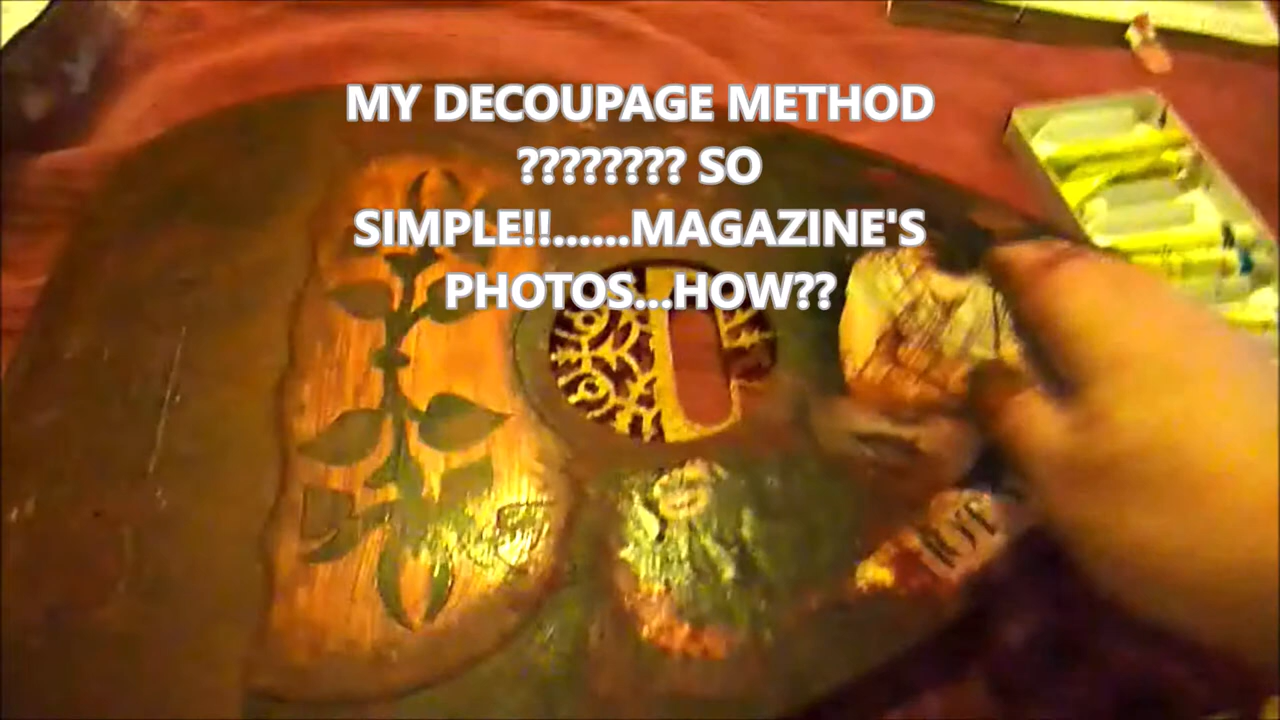 MY DECOUPAGE METHOD
???????? SO
SIMPLE!!......MAGAZINE'S
PHOTOS...HOW??